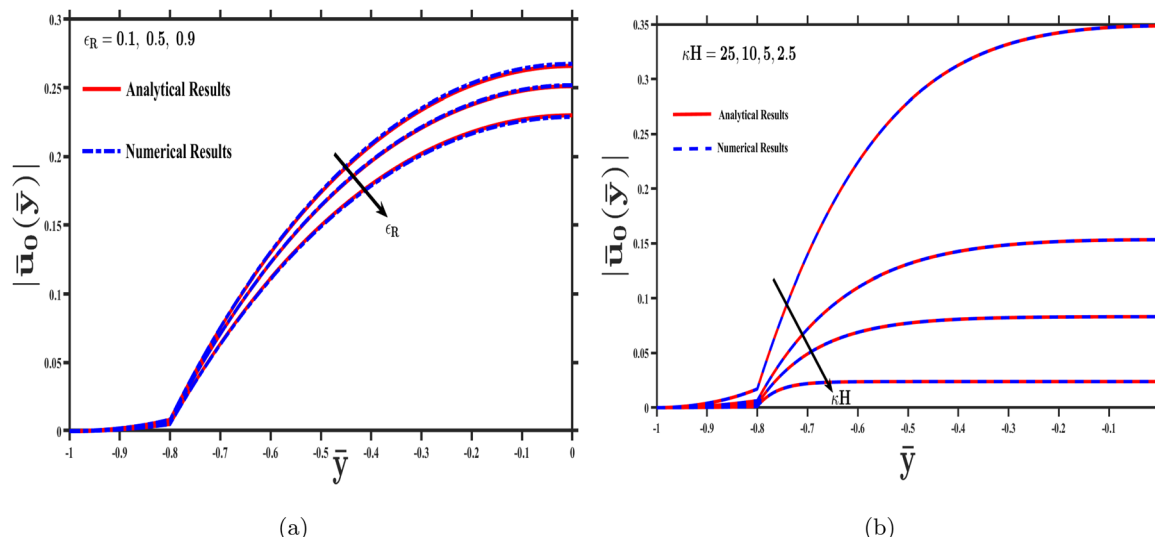 0.3
0.25
0.2
0.15
0.1
0.05
0
-1 -0.9 -0.8 -0.7 -0.6 -0.5 -0.4 -0.3 -0.2 -0.1 0
|ū₀(ȳ)|
ȳ
ϵ_R = 0.1, 0.5, 0.9
Analytical Results
Numerical Results
ϵ_R
(a)
0.35
0.3
0.25
0.2
0.15
0.1
0.05
0
-1 -0.9 -0.8 -0.7 -0.6 -0.5 -0.4 -0.3 -0.2 -0.1
|ū₀(ȳ)|
ȳ
κH = 25, 10, 5, 2.5
Analytical Results
Numerical Results
κH
(b)